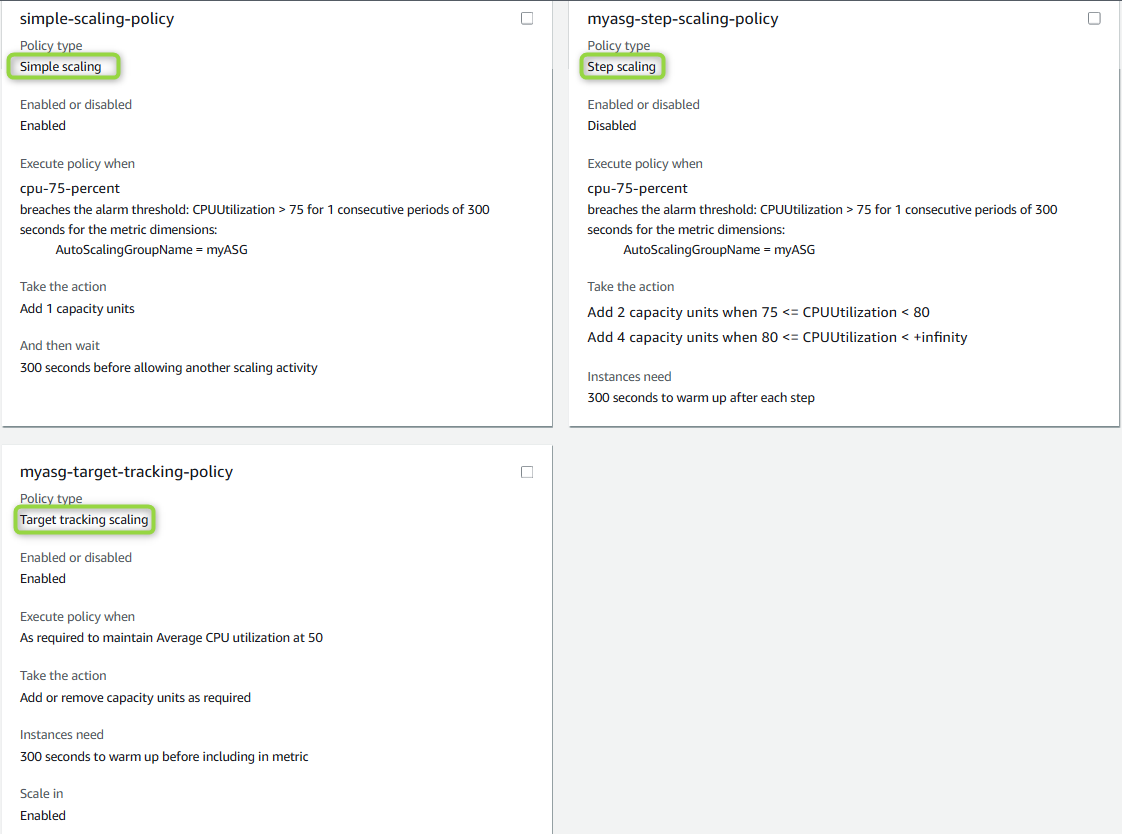 simple-scaling-policy
Policy type
Simple scaling
Enabled or disabled
Enabled
Execute policy when
cpu-75-percent
breaches the alarm threshold: CPUUtilization > 75 for 1 consecutive periods of 300
seconds for the metric dimensions:
AutoScalingGroupName = myASG
Take the action
Add 1 capacity units
And then wait
300 seconds before allowing another scaling activity
myasg-step-scaling-policy
Policy type
Step scaling
Enabled or disabled
Disabled
Execute policy when
cpu-75-percent
breaches the alarm threshold: CPUUtilization > 75 for 1 consecutive periods of 300
seconds for the metric dimensions:
AutoScalingGroupName = myASG
Take the action
Add 2 capacity units when 75 <= CPUUtilization < 80
Add 4 capacity units when 80 <= CPUUtilization < +infinity
Instances need
300 seconds to warm up after each step
myasg-target-tracking-policy
Policy type
Target tracking scaling
Enabled or disabled
Enabled
Execute policy when
As required to maintain Average CPU utilization at 50
Take the action
Add or remove capacity units as required
Instances need
300 seconds to warm up before including in metric
Scale in
Enabled